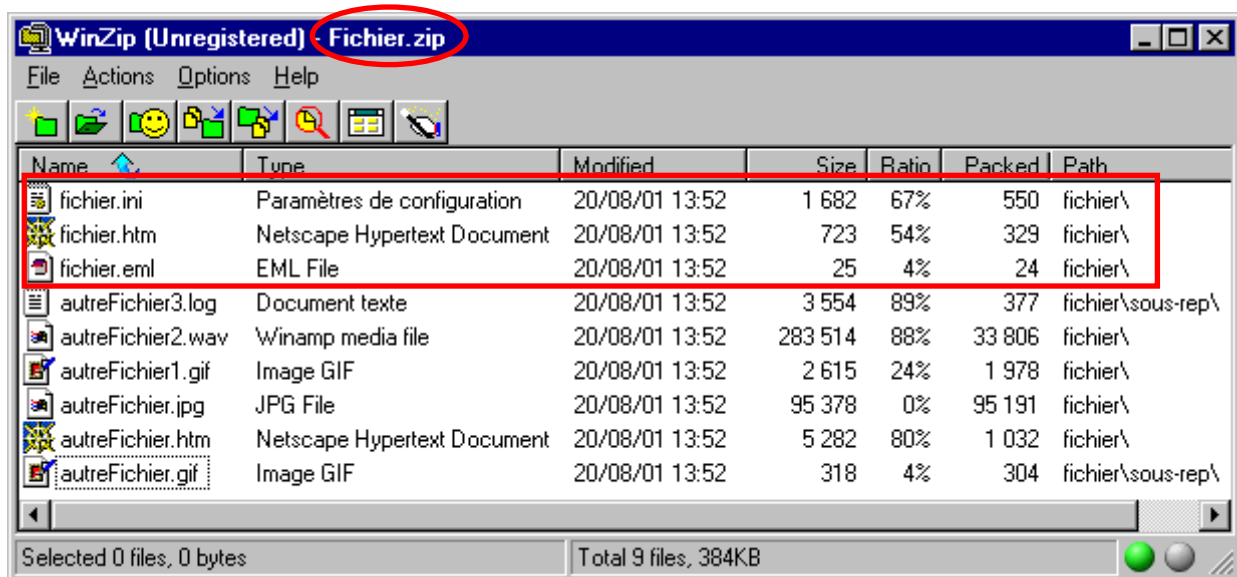 WinZip (Unregistered) - Fichier.zip
File Actions Options Help
Name Type Modified Size Ratio Packed Path
fichier.ini Paramètres de configuration 20/08/01 13:52 1 682 67% 550 fichier\
fichier.htm Netscape Hypertext Document 20/08/01 13:52 723 54% 329 fichier\
fichier.eml EML File 20/08/01 13:52 25 4% 24 fichier\
autreFichier3.log Document texte 20/08/01 13:52 3 554 89% 377 fichier\sous-rep\
autreFichier2.wav Winamp media file 20/08/01 13:52 283 514 88% 33 806 fichier\
autreFichier1.gif Image GIF 20/08/01 13:52 2 615 24% 1 978 fichier\
autreFichier.jpg JPG File 20/08/01 13:52 95 378 0% 95 191 fichier\
autreFichier.htm Netscape Hypertext Document 20/08/01 13:52 5 282 80% 1 032 fichier\
autreFichier.gif Image GIF 20/08/01 13:52 318 4% 304 fichier\sous-rep\
Selected 0 files, 0 bytes Total 9 files, 384KB